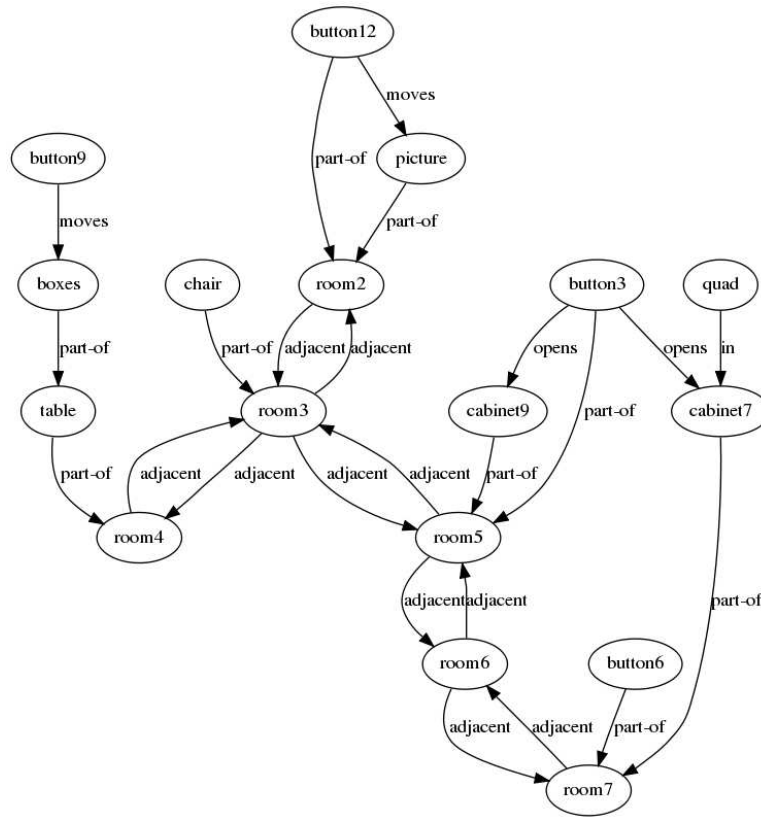 button12
moves
button9
part-of
picture
moves
part-of
boxes
chair
room2
button3
quad
part-of
part-of
adjacent
adjacent
opens
opens
in
table
room3
cabinet9
cabinet7
part-of
part-of
adjacent
adjacent
adjacent
adjacent
part-of
room4
room5
adjacent
adjacent
part-of
room6
button6
adjacent
adjacent
part-of
room7